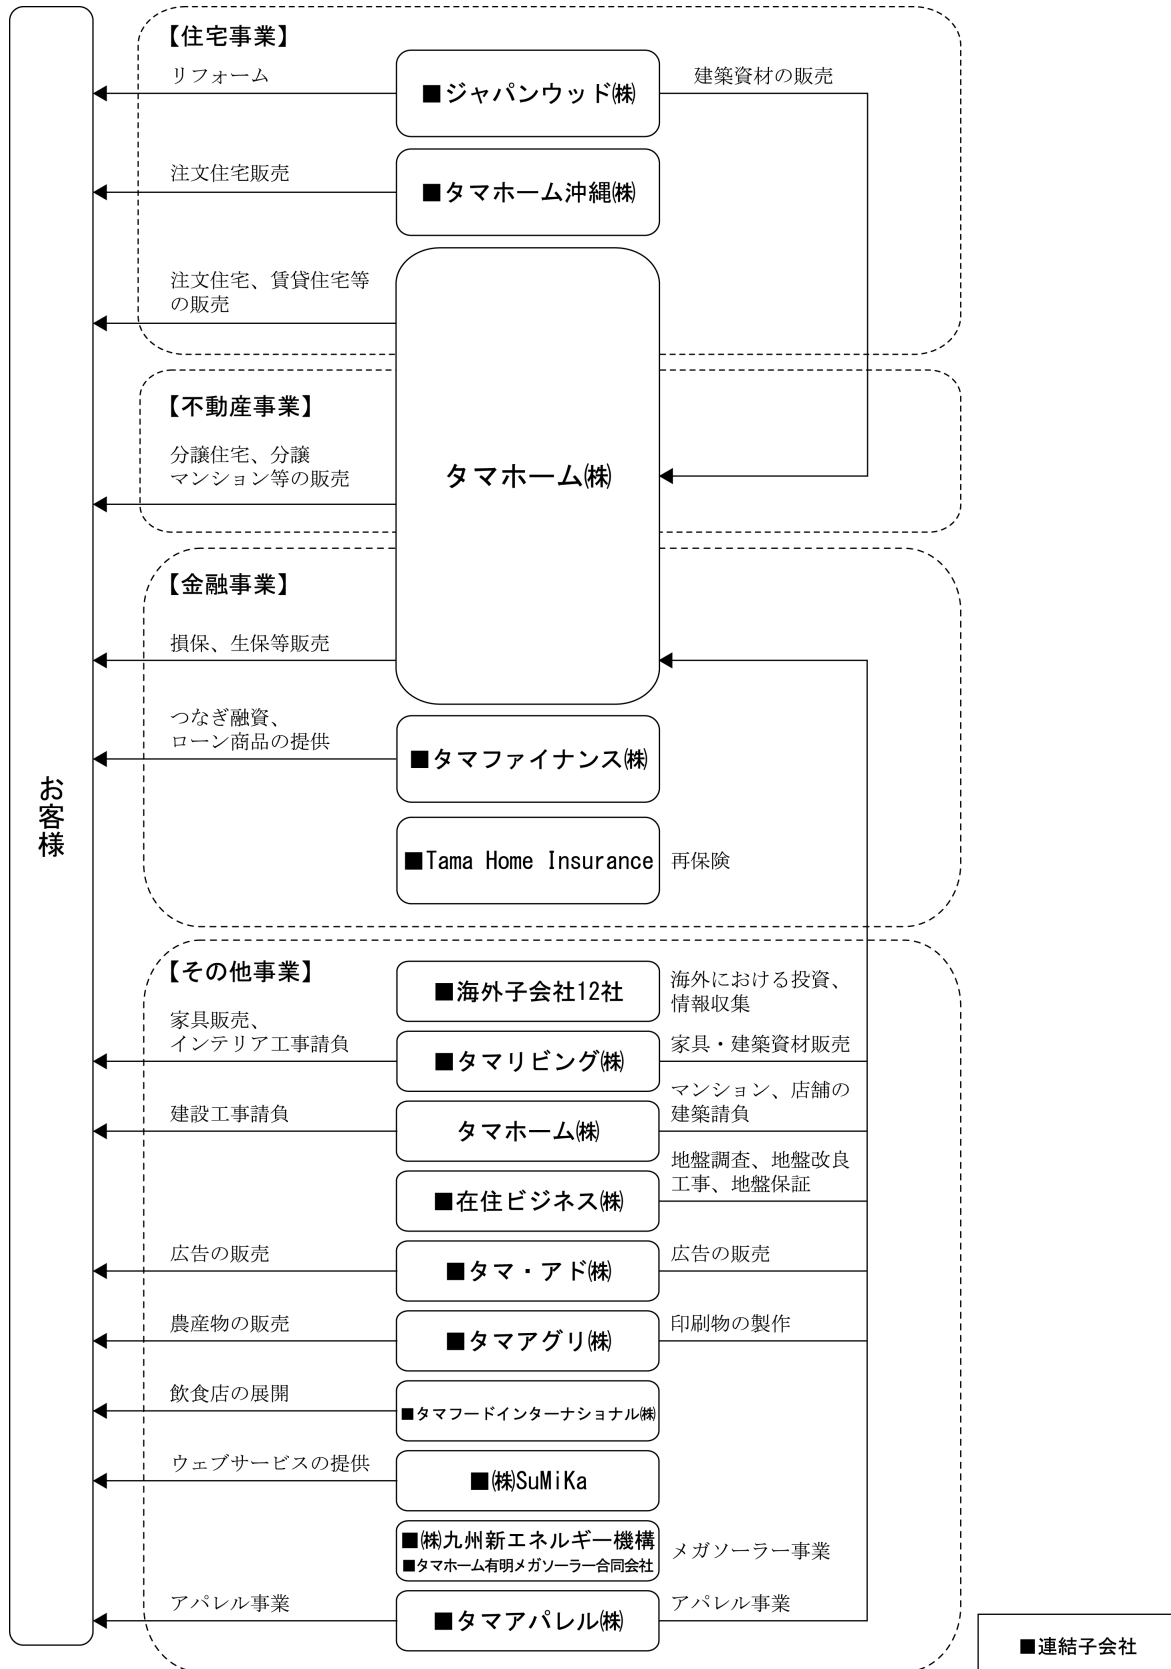 お客様
【住宅事業】
リフォーム
■ジャパンウッド㈱
建築資材の販売
注文住宅販売
■タマホーム沖縄㈱
注文住宅、賃貸住宅等
の販売
【不動産事業】
分譲住宅、分譲
マンション等の販売
タマホーム㈱
【金融事業】
損保、生保等販売
つなぎ融資、
ローン商品の提供
■タマファイナンス㈱
■Tama Home Insurance
再保険
【その他事業】
■海外子会社12社
海外における投資、
情報収集
家具販売、
インテリア工事請負
■タマリビング㈱
家具・建築資材販売
建設工事請負
タマホーム㈱
マンション、店舗の
建築請負
■在住ビジネス㈱
地盤調査、地盤改良
工事、地盤保証
広告の販売
■タマ・アド㈱
広告の販売
農産物の販売
■タマアグリ㈱
印刷物の製作
飲食店の展開
■タマフードインターナショナル㈱
ウェブサービスの提供
■㈱SuMiKa
■㈱九州新エネルギー機構
■タマホーム有明メガソーラー合同会社
メガソーラー事業
アパレル事業
■タマアパレル㈱
アパレル事業
■連結子会社